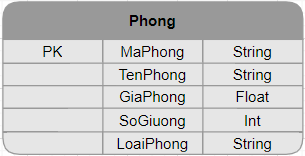 Phong
PK MaPhong String
TenPhong String
GiaPhong Float
SoGiuong Int
LoaiPhong String